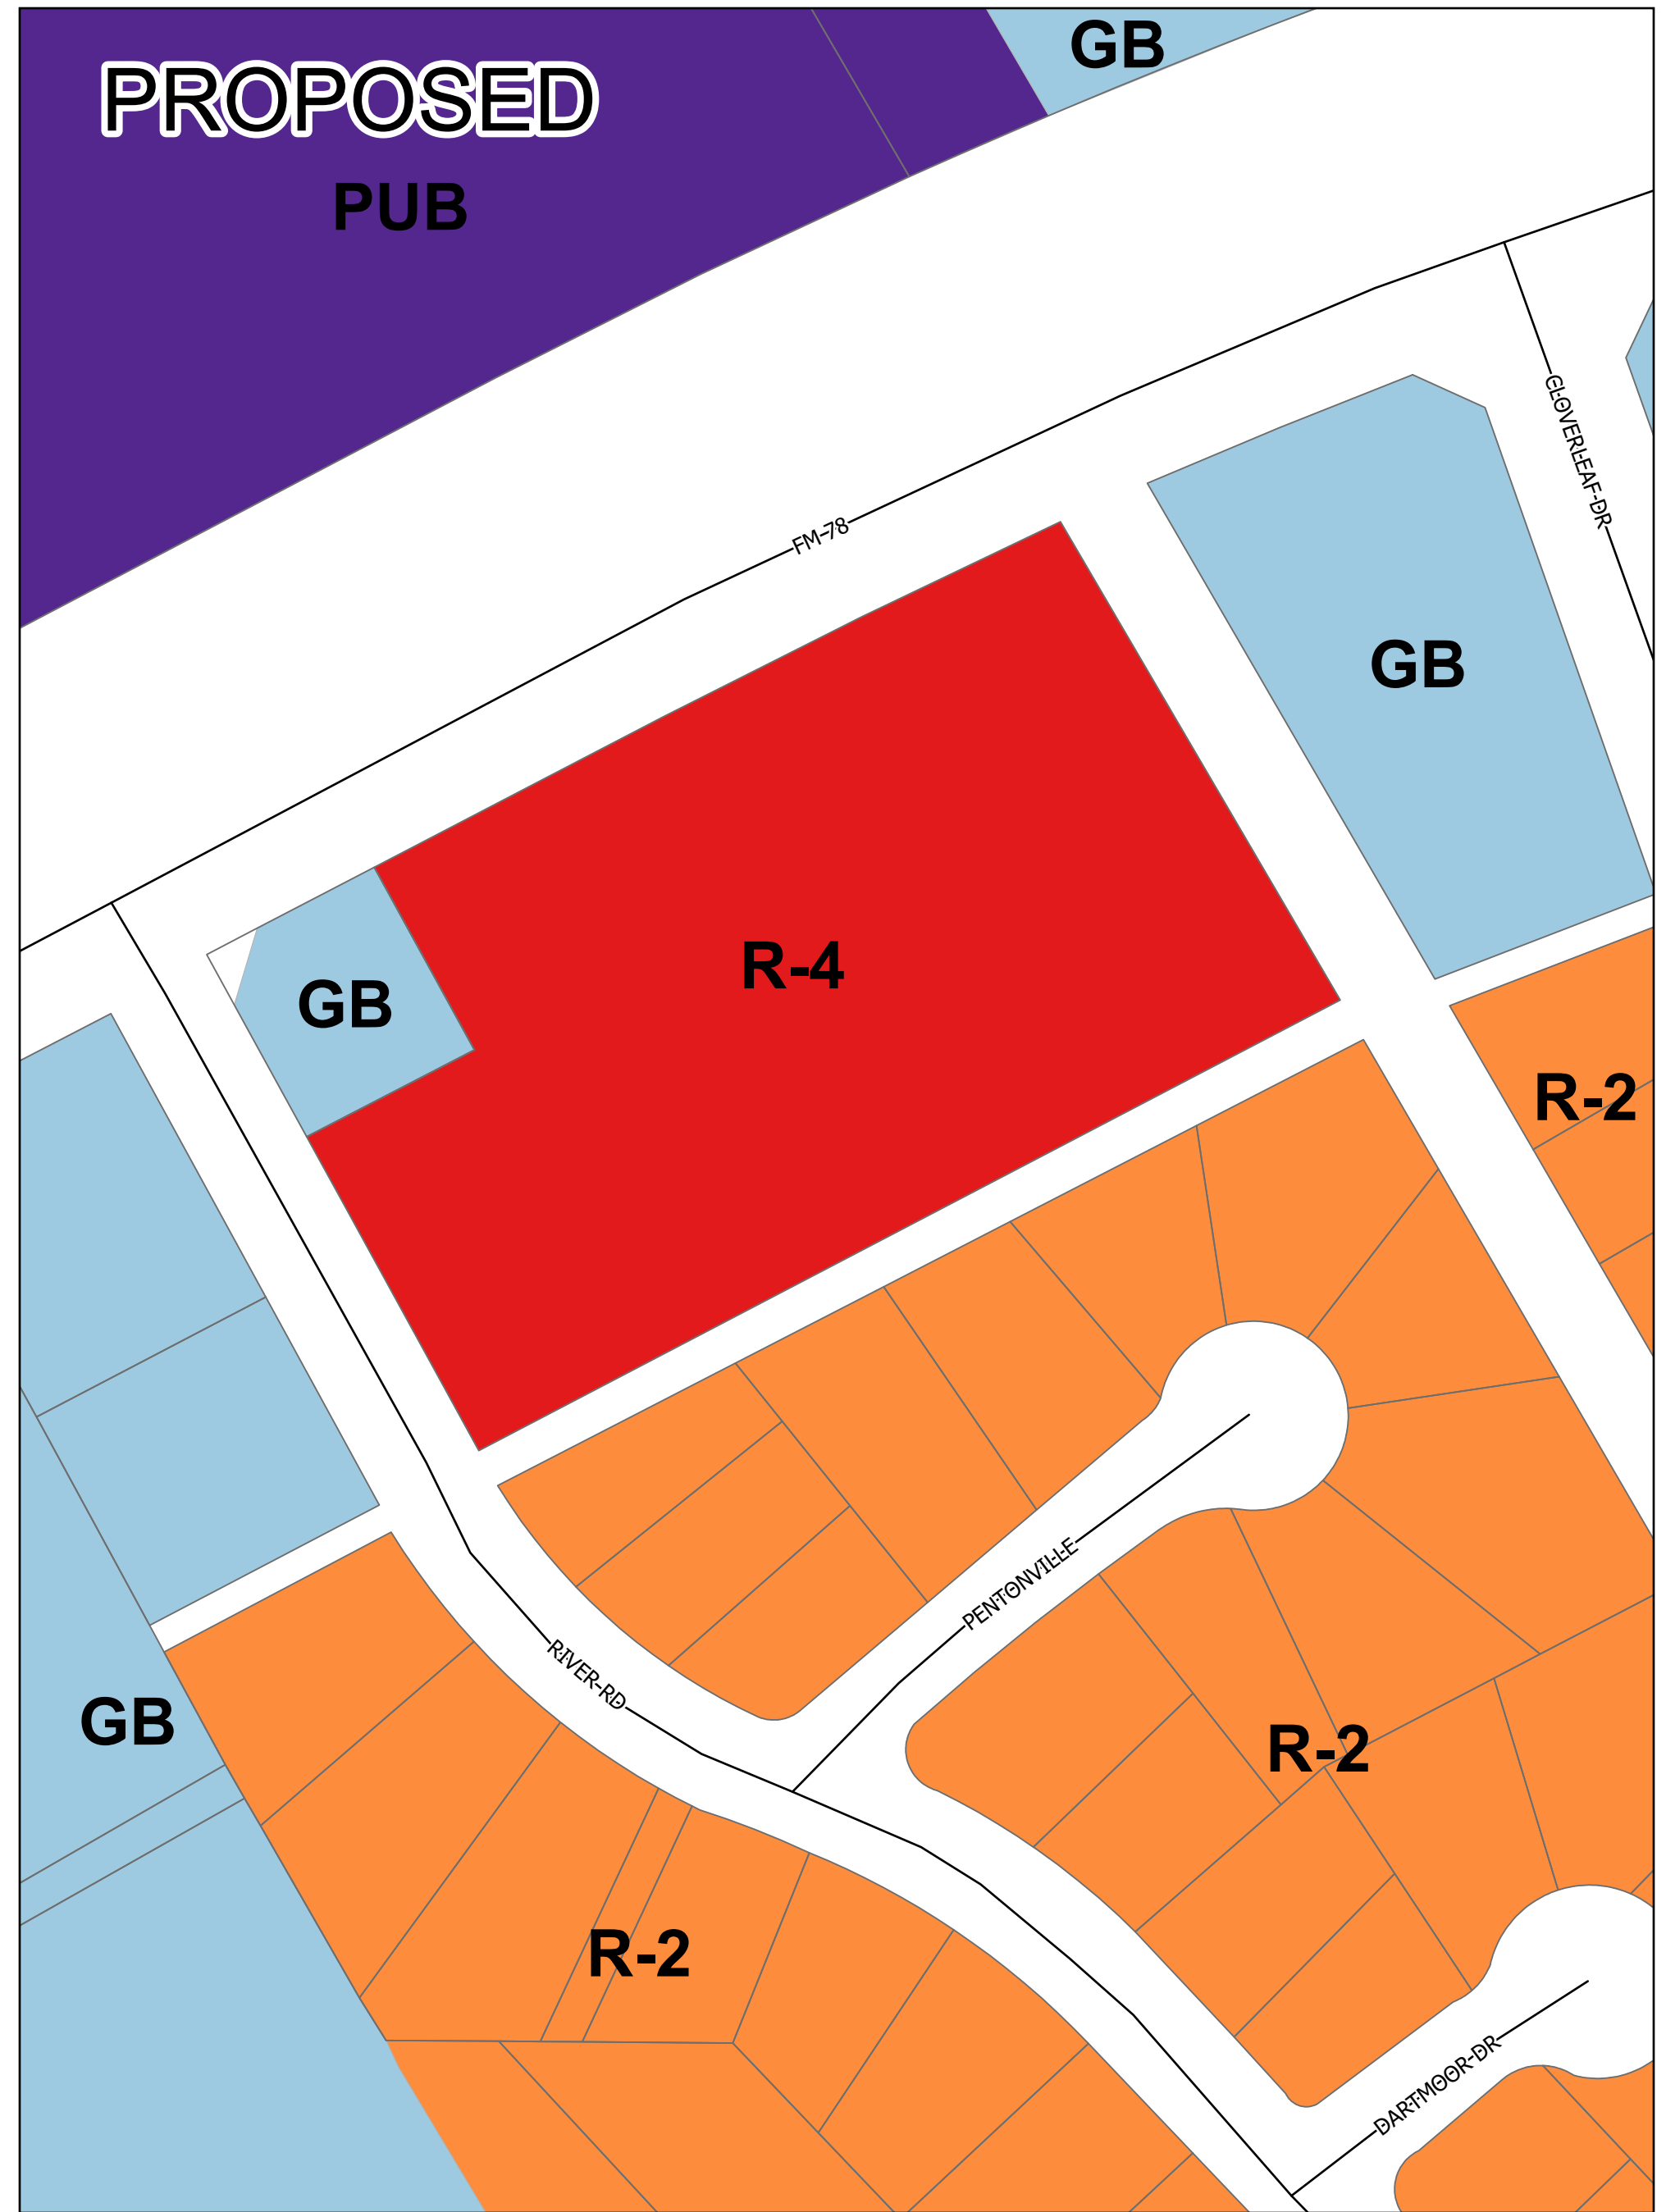 GB
PROPOSED
PUB
CLOVERLEAF-DR
FM-78
GB
R-4
GB
R-2
PENTONVILLE
RIVER-RD
GB
R-2
R-2
DARTMOOR-DR